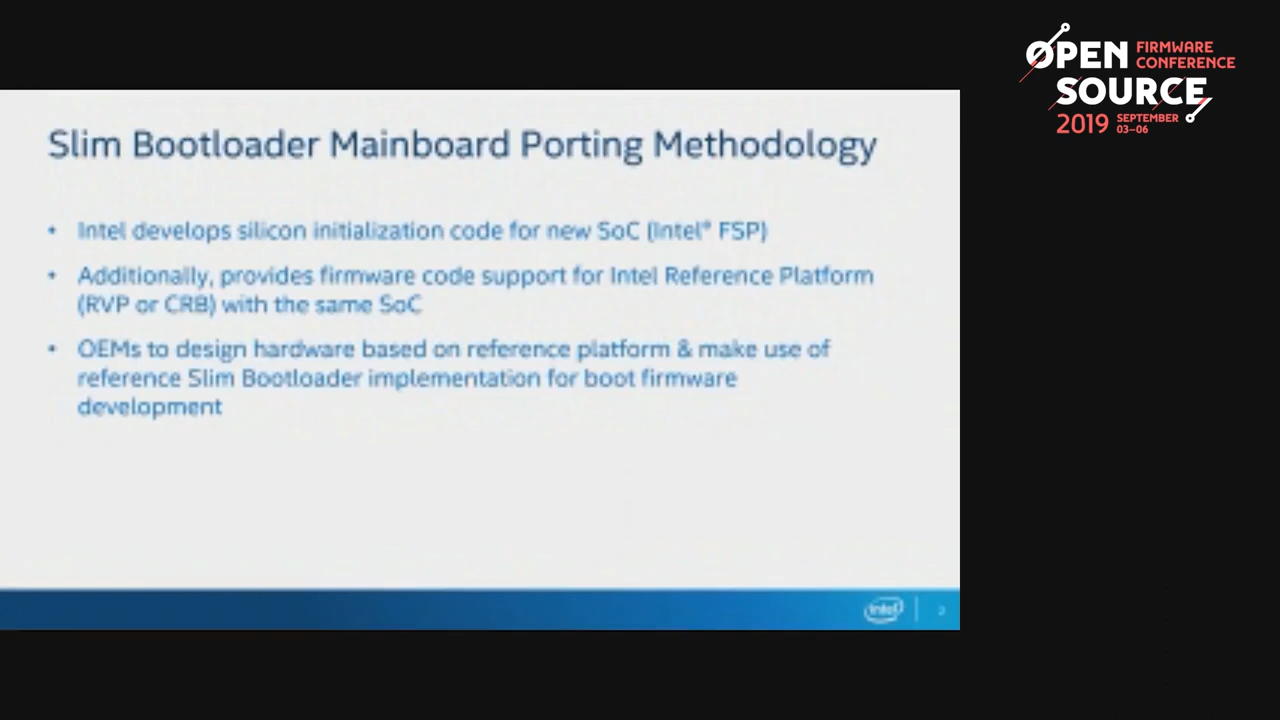 OPEN FIRMWARE
CONFERENCE
SOURCE
2019 SEPTEMBER
03–06
Slim Bootloader Mainboard Porting Methodology
• Intel develops silicon initialization code for new SoC (Intel® FSP)
• Additionally, provides firmware code support for Intel Reference Platform
(RVP or CRB) with the same SoC
• OEMs to design hardware based on reference platform & make use of
reference Slim Bootloader implementation for boot firmware
development
intel